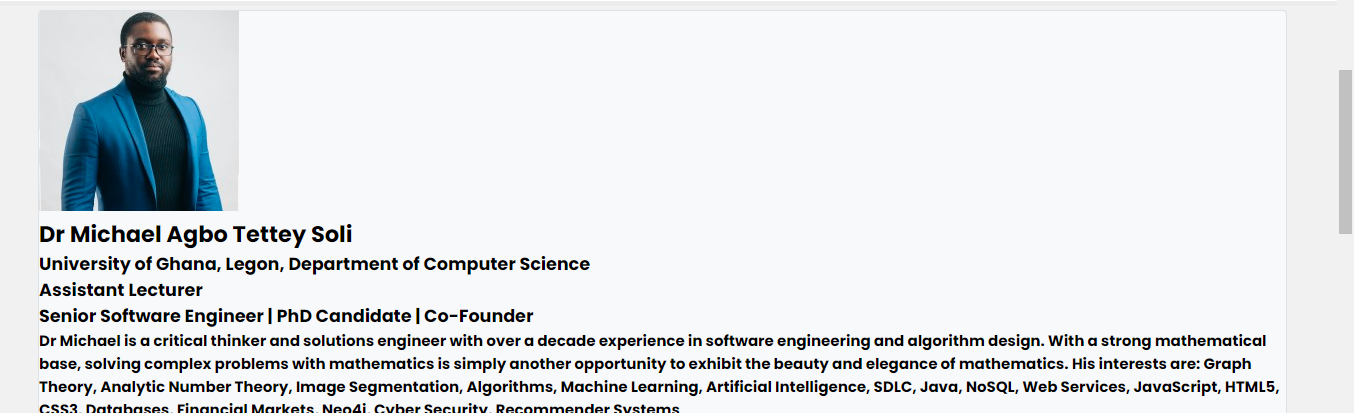 Dr Michael Agbo Tettey Soli
University of Ghana, Legon, Department of Computer Science
Assistant Lecturer
Senior Software Engineer | PhD Candidate | Co-Founder
Dr Michael is a critical thinker and solutions engineer with over a decade experience in software engineering and algorithm design. With a strong mathematical
base, solving complex problems with mathematics is simply another opportunity to exhibit the beauty and elegance of mathematics. His interests are: Graph
Theory, Analytic Number Theory, Image Segmentation, Algorithms, Machine Learning, Artificial Intelligence, SDLC, Java, NoSQL, Web Services, JavaScript, HTML5,
CSS3, Databases, Financial Markets, Neo4j, Cyber Security, Recommender Systems